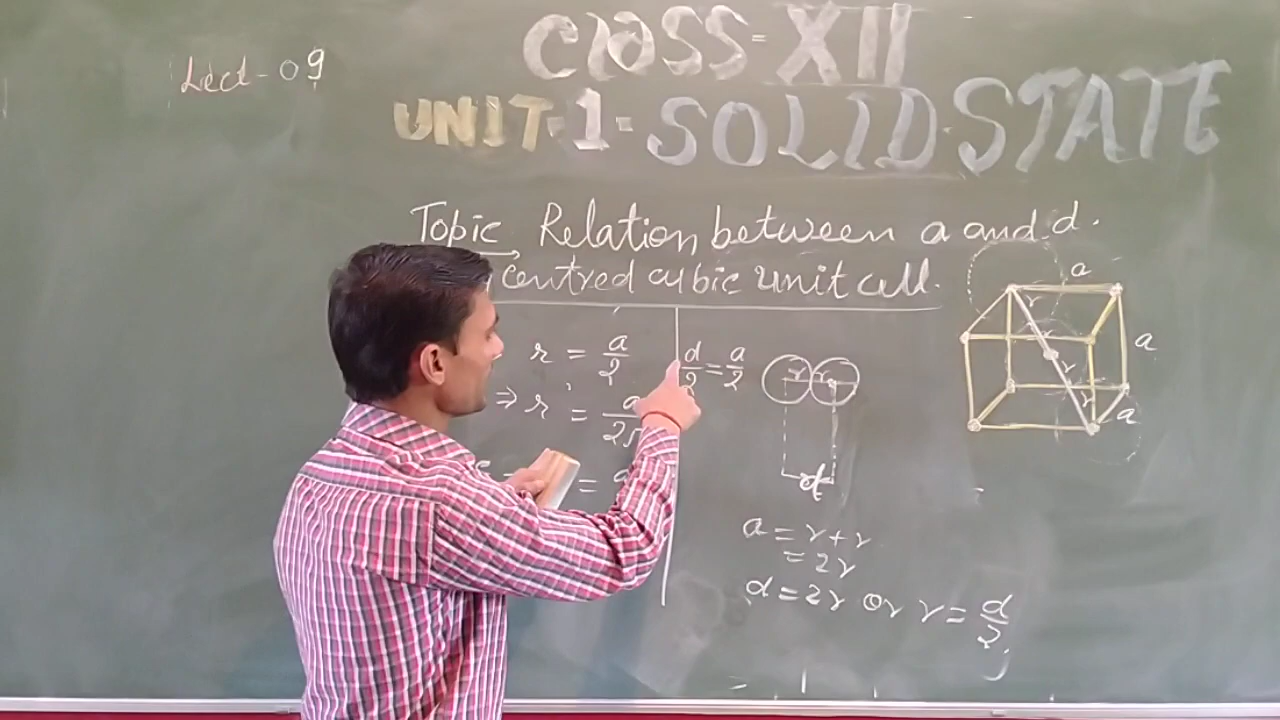 Lect-09
CLASS-XII
UNIT-1-SOLID STATE
Topic Relation between a and d.
centred cubic unit cell.
r = a/2
d/2 = a/2
⇒ r = a/2√
= a
r r
d
a = r + r
= 2r
d = 2r or r = d/2
a
a
a
r
r
r
r